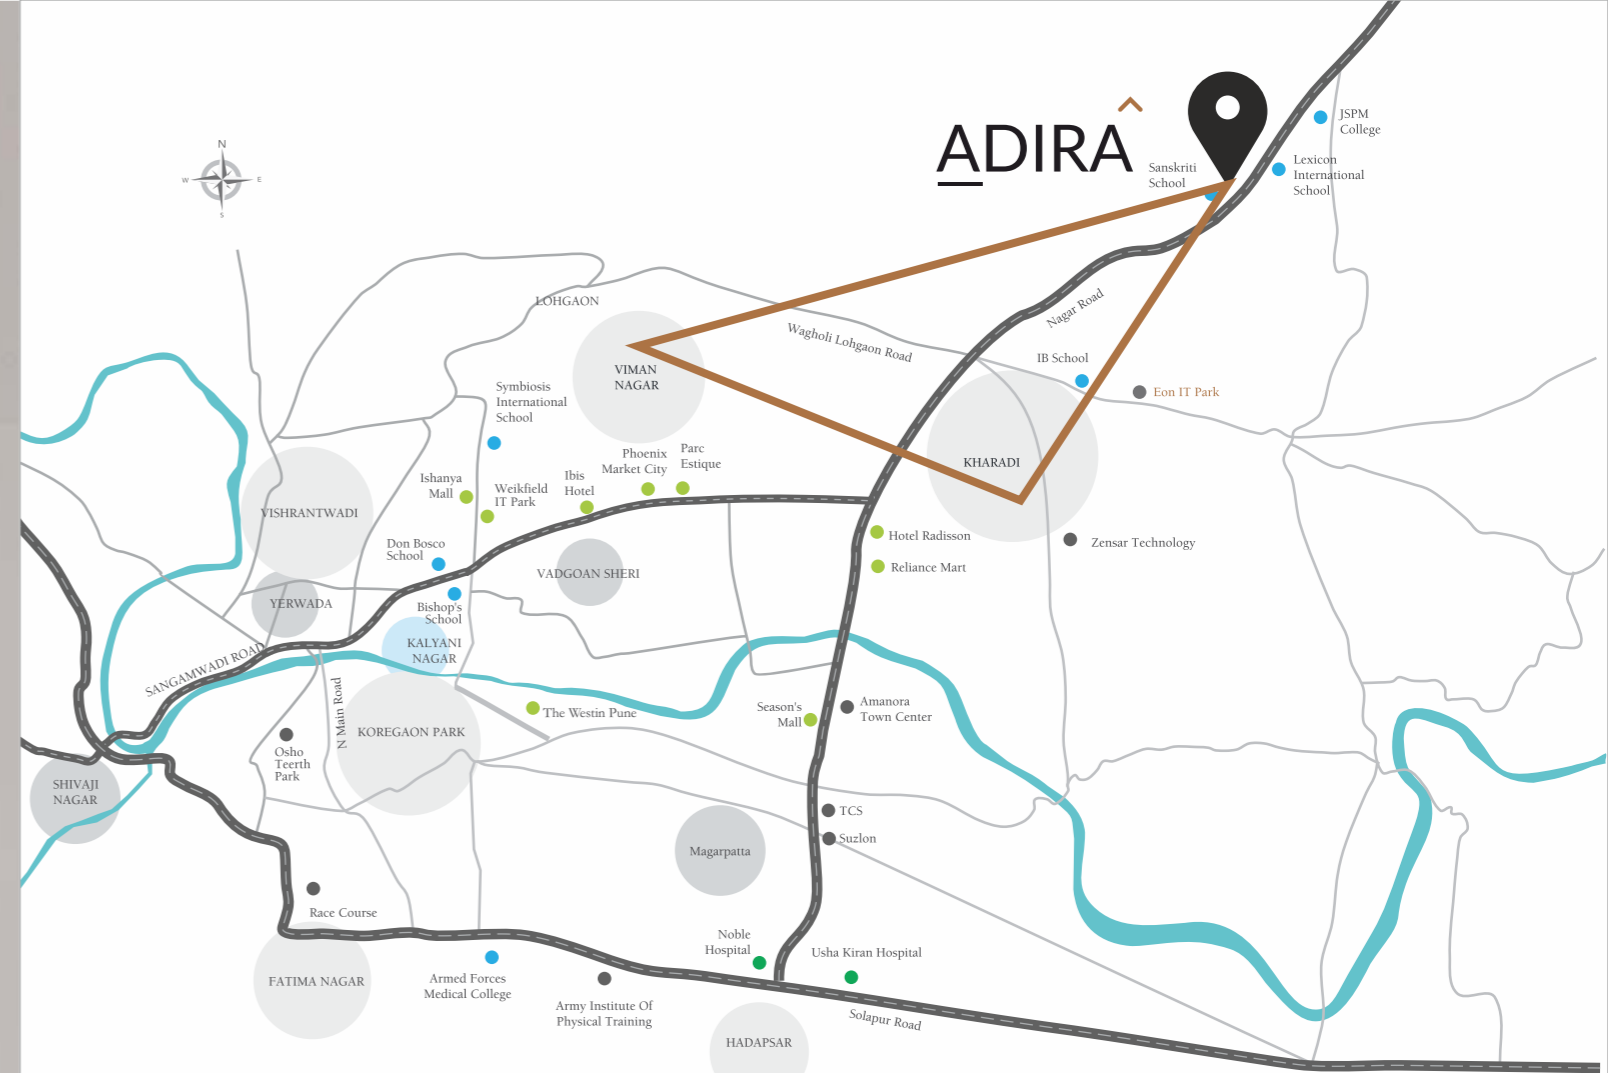 N
W
E
S
ADIRA
Sanskriti
School
JSPM
College
Lexicon
International
School
LOHGAON
Nagar Road
Wagholi Lohgaon Road
VIMAN
NAGAR
IB School
Eon IT Park
Symbiosis
International
School
Phoenix
Market City
Parc
Estique
KHARADI
Ishanya
Mall
Weikfield
IT Park
Ibis
Hotel
VISHRANTWADI
Hotel Radisson
Zensar Technology
Don Bosco
School
VADGOAN SHERI
Reliance Mart
YERWADA
Bishop's
School
KALYANI
NAGAR
SANGAMWADI ROAD
N Main Road
The Westin Pune
Season's
Mall
Amanora
Town Center
KOREGAON PARK
Osho
Teerth
Park
SHIVAJI
NAGAR
TCS
Suzlon
Magarpatta
Race Course
Noble
Hospital
Usha Kiran Hospital
FATIMA NAGAR
Armed Forces
Medical College
Army Institute Of
Physical Training
Solapur Road
HADAPSAR